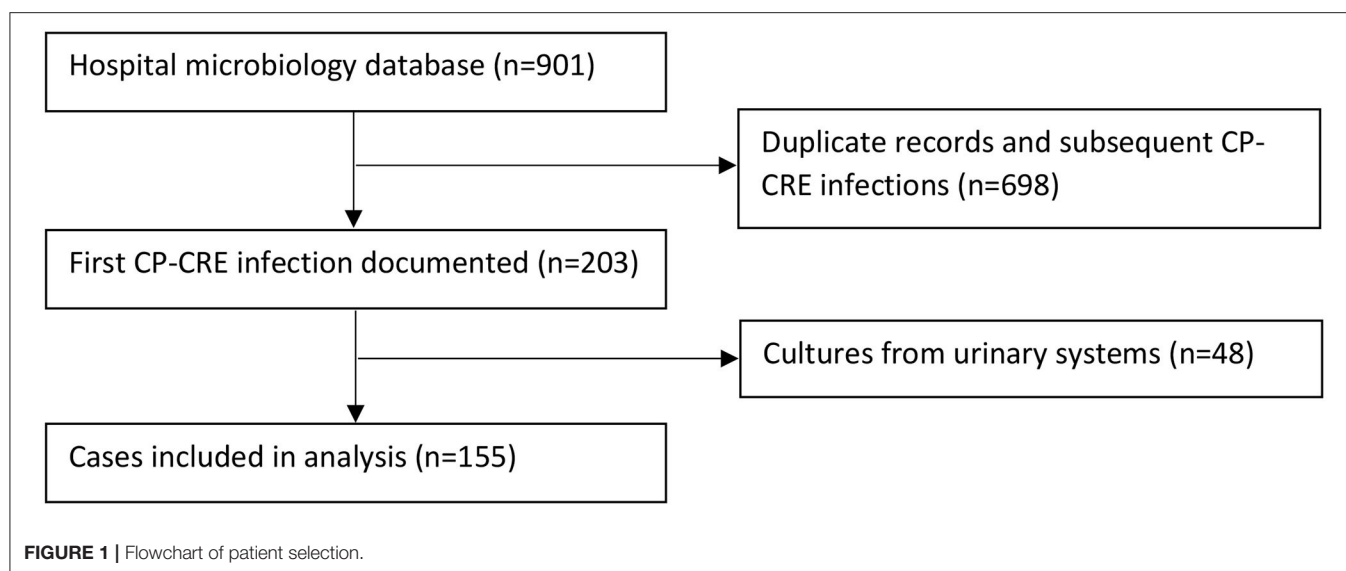 Hospital microbiology database (n=901)
Duplicate records and subsequent CP-
CRE infections (n=698)
First CP-CRE infection documented (n=203)
Cultures from urinary systems (n=48)
Cases included in analysis (n=155)
FIGURE 1 | Flowchart of patient selection.